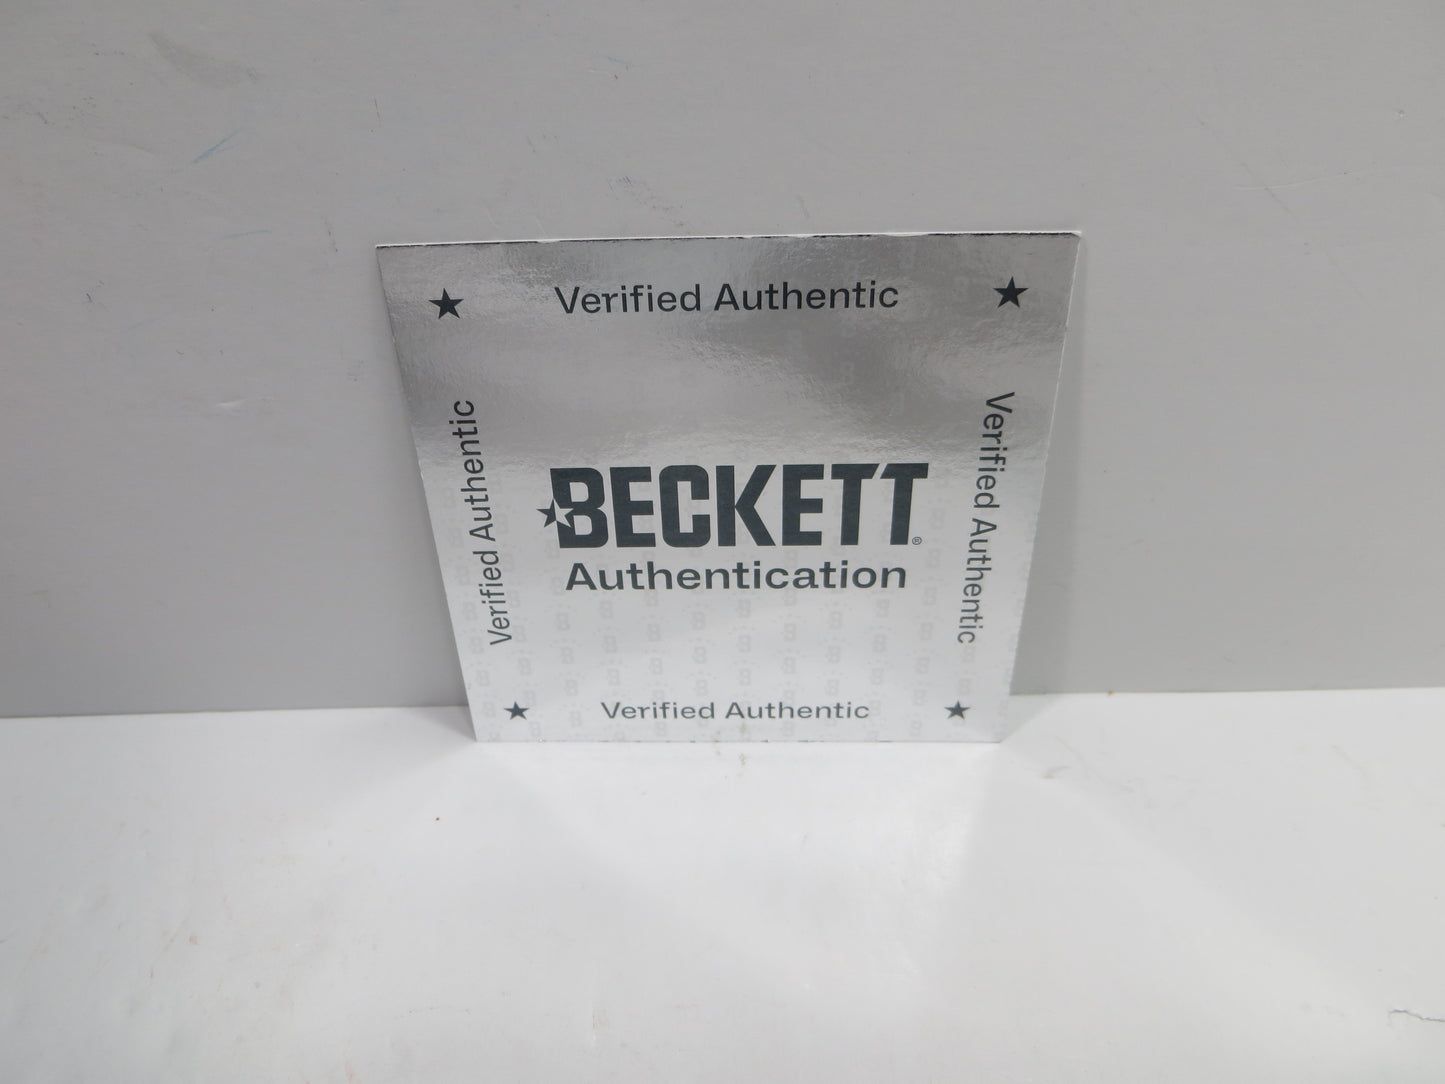 ★ Verified Authentic ★
Verified Authentic
Verified Authentic
BECKETT®
Authentication
★ Verified Authentic ★